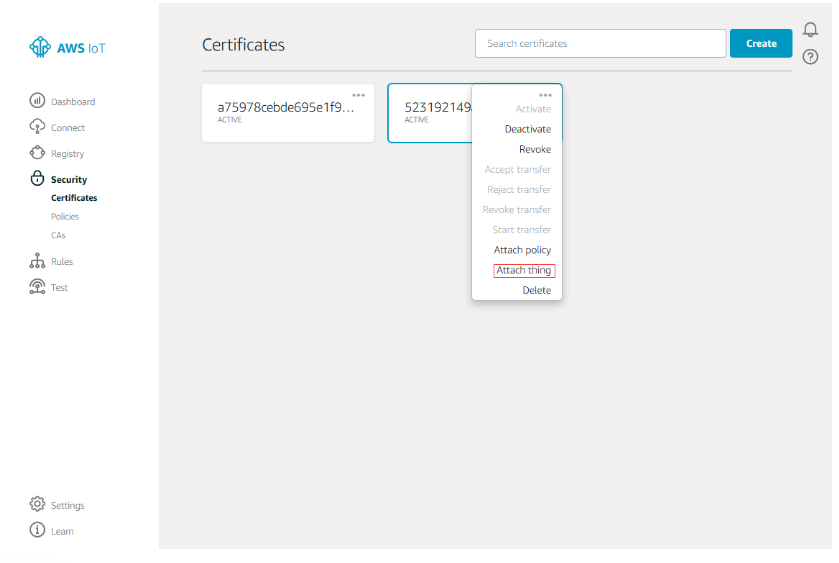 AWS IoT
Dashboard
Connect
Registry
Security
Certificates
Policies
CAs
Rules
Test
Settings
Learn
Certificates
Search certificates
Create
a75978cebde695e1f9...
ACTIVE
523192149
ACTIVE
Activate
Deactivate
Revoke
Accept transfer
Reject transfer
Revoke transfer
Start transfer
Attach policy
Attach thing
Delete